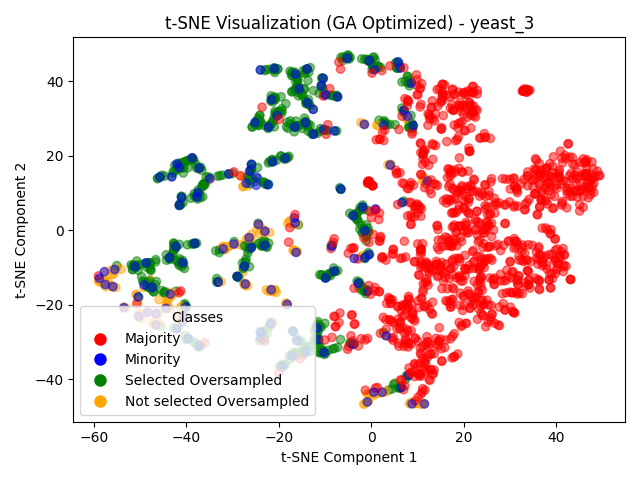 t-SNE Visualization (GA Optimized) - yeast_3
t-SNE Component 2
40
20
0
−20
−40
Classes
Majority
Minority
Selected Oversampled
Not selected Oversampled
−60 −40 −20 0 20 40
t-SNE Component 1